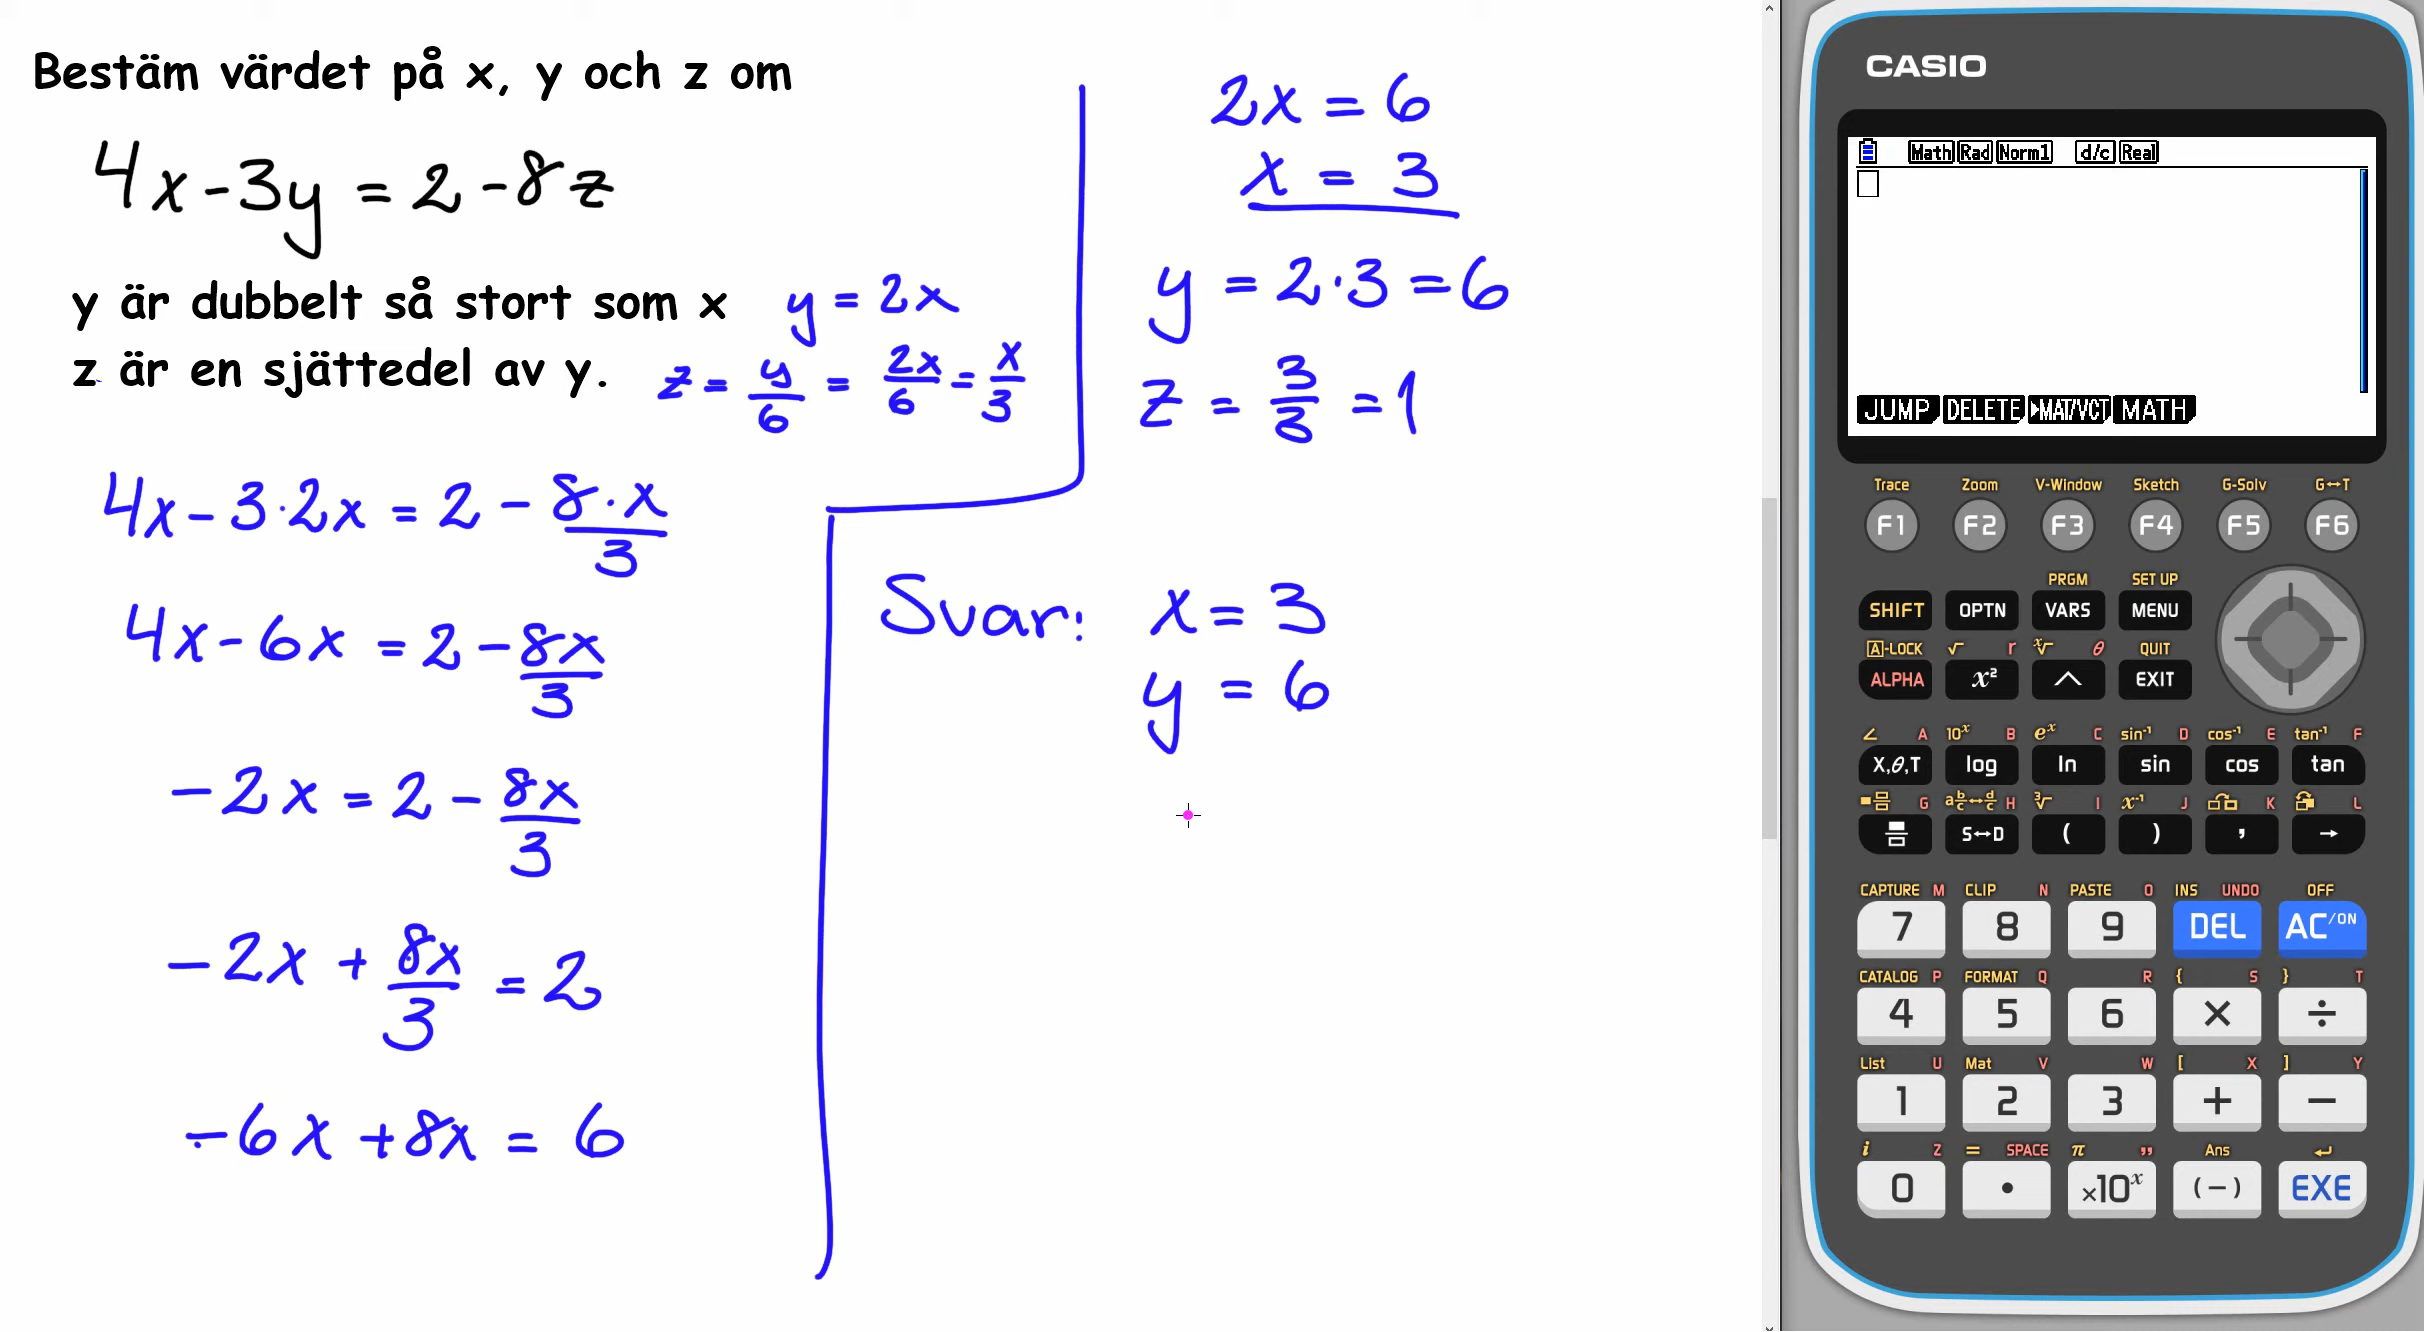 Bestäm värdet på x, y och z om
4x - 3y = 2 - 8z
y är dubbelt så stort som x y = 2x
z är en sjättedel av y. z = y/6 = 2x/6 = x/3
4x - 3·2x = 2 - 8·x/3
4x - 6x = 2 - 8x/3
-2x = 2 - 8x/3
-2x + 8x/3 = 2
-6x + 8x = 6
2x = 6
x = 3
y = 2·3 = 6
z = 3/3 = 1
Svar: x = 3
y = 6
CASIO
Math Rad Norm1 d/c Real
JUMP DELETE ▶MAT/VCT MATH
Trace Zoom V-Window Sketch G-Solv G↔T
F1 F2 F3 F4 F5 F6
PRGM SET UP
SHIFT OPTN VARS MENU
A-LOCK √ r ˣ√ θ QUIT
ALPHA x² ^ EXIT
∠ A 10ˣ B eˣ C sin⁻¹ D cos⁻¹ E tan⁻¹ F
X,θ,T log ln sin cos tan
G a b/c↔d/c H ³√ I x⁻¹ J K L
S↔D ( ) , →
CAPTURE M CLIP N PASTE O INS UNDO OFF
7 8 9 DEL AC/ON
CATALOG P FORMAT Q R { S } T
4 5 6 × ÷
List U Mat V W [ X ] Y
1 2 3 + −
i Z = SPACE π " Ans ↵
0 • ×10ˣ (−) EXE